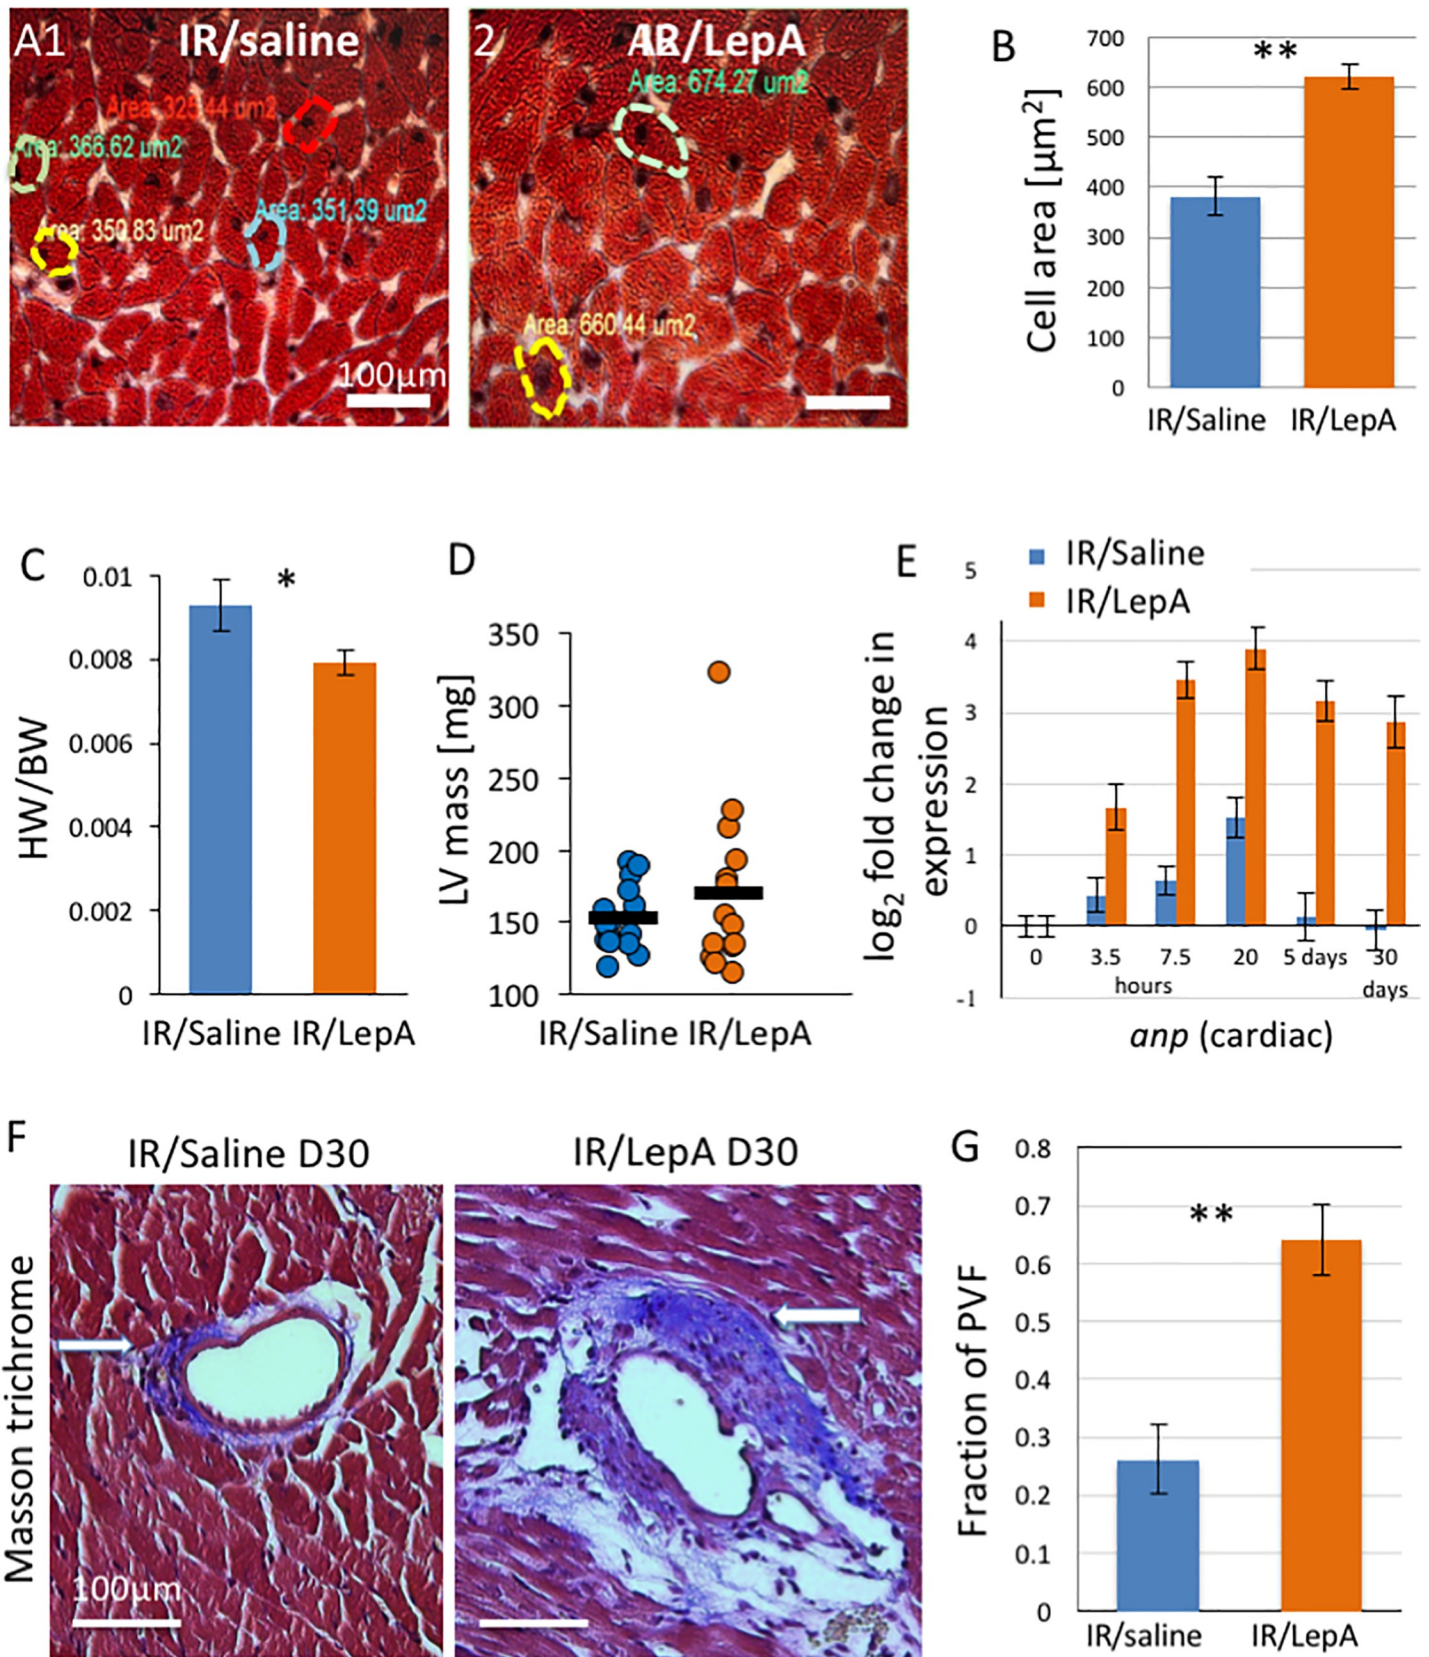 A1 IR/saline
Area: 325.44 um2
Area: 366.62 µm2
Area: 351.39 um2
Area: 350.83 um2
100µm
2 /LepA
Area: 674.27 um2
Area: 660.44 um2
B
**
Cell area [µm²]
700
600
500
400
300
200
100
0
IR/Saline IR/LepA
C
*
HW/BW
0.01
0.008
0.006
0.004
0.002
0
IR/Saline IR/LepA
D
LV mass [mg]
350
300
250
200
150
100
IR/Saline IR/LepA
E
IR/Saline
IR/LepA
log₂ fold change in
expression
5
4
3
2
1
0
-1
0 3.5 7.5 20 5 days 30
hours days
anp (cardiac)
F
IR/Saline D30 IR/LepA D30
Masson trichrome
100µm
G
**
Fraction of PVF
0.8
0.7
0.6
0.5
0.4
0.3
0.2
0.1
0
IR/saline IR/LepA